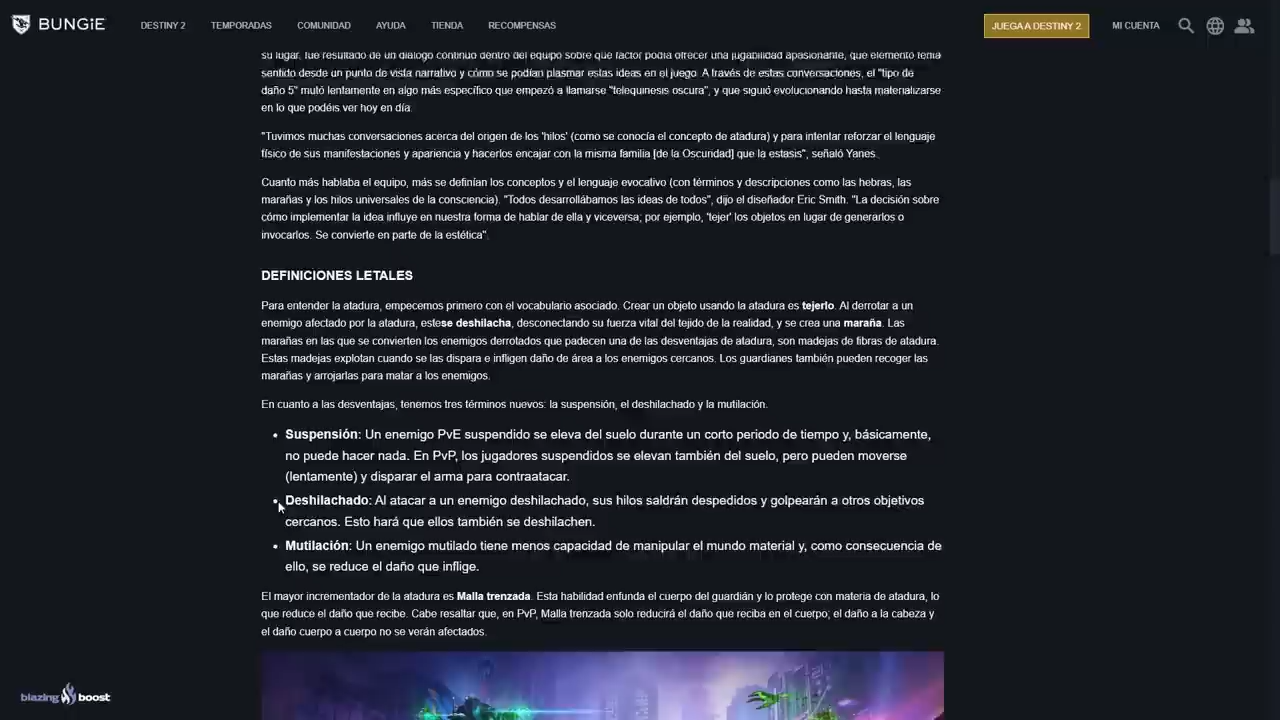 BUNGiE
DESTINY 2
TEMPORADAS
COMUNIDAD
AYUDA
TIENDA
RECOMPENSAS
JUEGA A DESTINY 2
MI CUENTA
su lugar, fue resultado de un diálogo continuo dentro del equipo sobre qué factor podía ofrecer una jugabilidad apasionante, qué elemento tenía
sentido desde un punto de vista narrativo y cómo se podían plasmar estas ideas en el juego. A través de estas conversaciones, el "tipo de
daño 5" mutó lentamente en algo más específico que empezó a llamarse "telequinesis oscura", y que siguió evolucionando hasta materializarse
en lo que podéis ver hoy en día.
"Tuvimos muchas conversaciones acerca del origen de los 'hilos' (como se conocía el concepto de atadura) y para intentar reforzar el lenguaje
físico de sus manifestaciones y apariencia y hacerlos encajar con la misma familia [de la Oscuridad] que la estasis", señaló Yanes.
Cuanto más hablaba el equipo, más se definían los conceptos y el lenguaje evocativo (con términos y descripciones como las hebras, las
marañas y los hilos universales de la consciencia). "Todos desarrollábamos las ideas de todos", dijo el diseñador Eric Smith. "La decisión sobre
cómo implementar la idea influye en nuestra forma de hablar de ella y viceversa; por ejemplo, 'tejer' los objetos en lugar de generarlos o
invocarlos. Se convierte en parte de la estética".
DEFINICIONES LETALES
Para entender la atadura, empecemos primero con el vocabulario asociado. Crear un objeto usando la atadura es tejerlo. Al derrotar a un
enemigo afectado por la atadura, estese deshilacha, desconectando su fuerza vital del tejido de la realidad, y se crea una maraña. Las
marañas en las que se convierten los enemigos derrotados que padecen una de las desventajas de atadura, son madejas de fibras de atadura.
Estas madejas explotan cuando se las dispara e infligen daño de área a los enemigos cercanos. Los guardianes también pueden recoger las
marañas y arrojarlas para matar a los enemigos.
En cuanto a las desventajas, tenemos tres términos nuevos: la suspensión, el deshilachado y la mutilación.
• Suspensión: Un enemigo PvE suspendido se eleva del suelo durante un corto periodo de tiempo y, básicamente,
no puede hacer nada. En PvP, los jugadores suspendidos se elevan también del suelo, pero pueden moverse
(lentamente) y disparar el arma para contraatacar.
• Deshilachado: Al atacar a un enemigo deshilachado, sus hilos saldrán despedidos y golpearán a otros objetivos
cercanos. Esto hará que ellos también se deshilachen.
• Mutilación: Un enemigo mutilado tiene menos capacidad de manipular el mundo material y, como consecuencia de
ello, se reduce el daño que inflige.
El mayor incrementador de la atadura es Malla trenzada. Esta habilidad enfunda el cuerpo del guardián y lo protege con materia de atadura, lo
que reduce el daño que recibe. Cabe resaltar que, en PvP, Malla trenzada solo reducirá el daño que reciba en el cuerpo; el daño a la cabeza y
el daño cuerpo a cuerpo no se verán afectados.
blazing boost